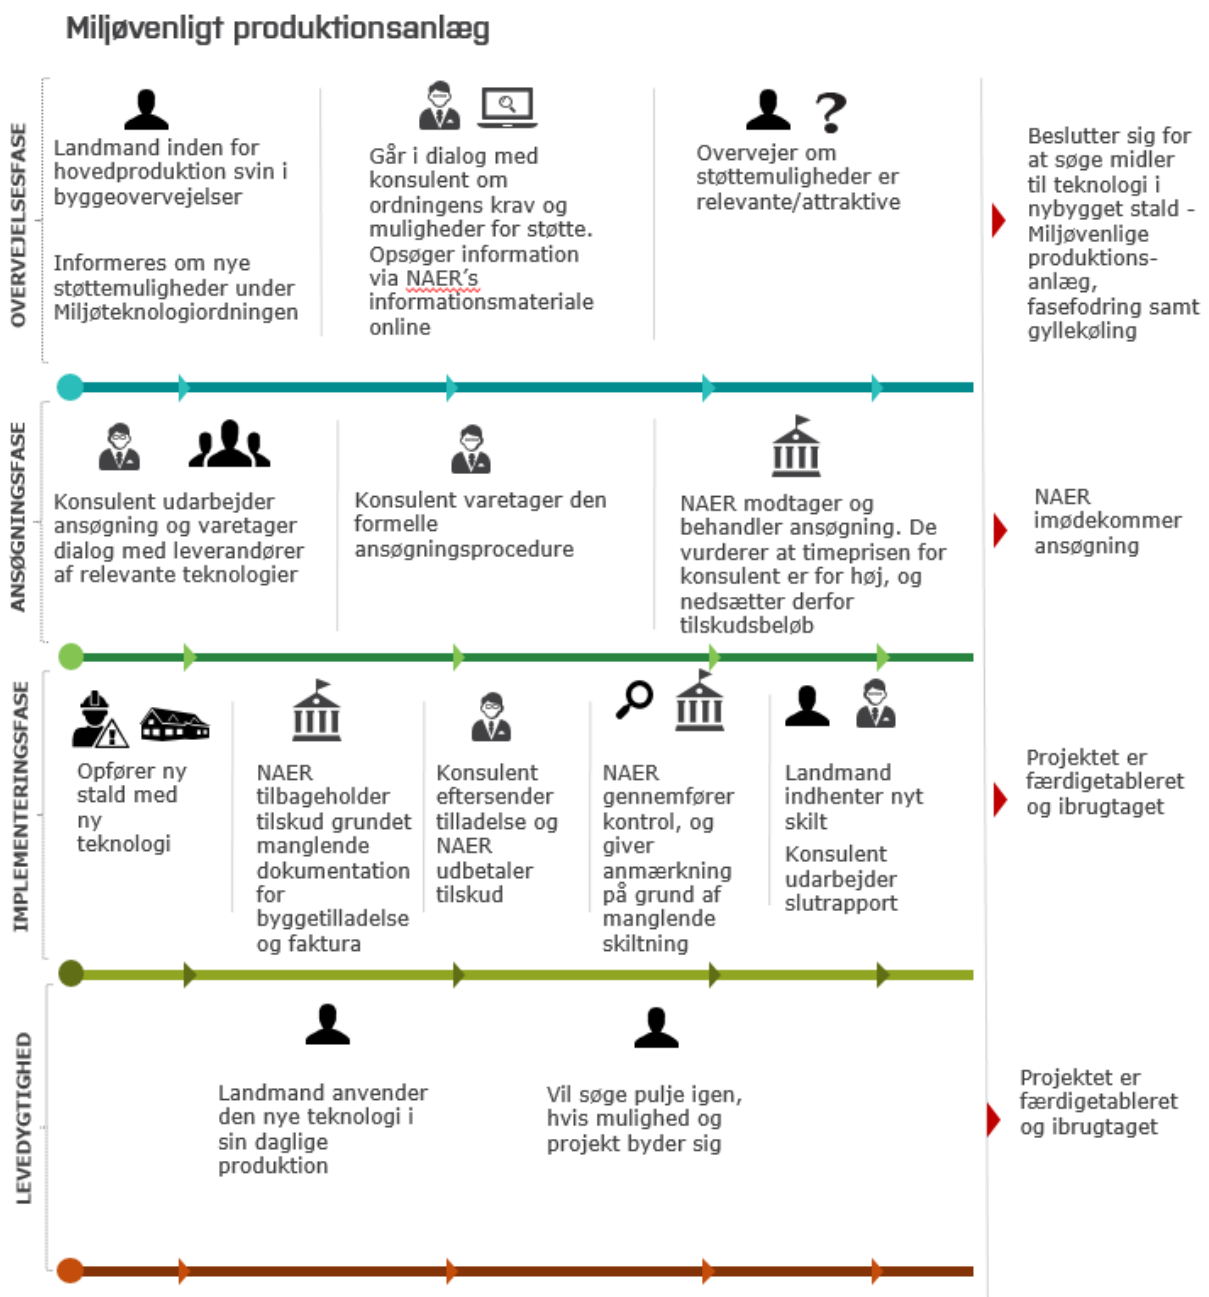 Miljøvenligt produktionsanlæg
OVERVEJELSESFASE
Landmand inden for
hovedproduktion svin i
byggeovervejelser
Informeres om nye
støttemuligheder under
Miljøteknologiordningen
Går i dialog med
konsulent om
ordningens krav og
muligheder for støtte.
Opsøger information
via NAER's
informationsmateriale
online
Overvejer om
støttemuligheder er
relevante/attraktive
Beslutter sig for
at søge midler
til teknologi i
nybygget stald -
Miljøvenlige
produktions-
anlæg,
fasefodring samt
gyllekøling
ANSØGNINGSFASE
Konsulent udarbejder
ansøgning og varetager
dialog med leverandører
af relevante teknologier
Konsulent varetager den
formelle
ansøgningsprocedure
NAER modtager og
behandler ansøgning. De
vurderer at timeprisen for
konsulent er for høj, og
nedsætter derfor
tilskudsbeløb
NAER
imødekommer
ansøgning
IMPLEMENTERINGSFASE
Opfører ny
stald med
ny
teknologi
NAER
tilbageholder
tilskud grundet
manglende
dokumentation
for
byggetilladelse
og faktura
Konsulent
eftersender
tilladelse og
NAER
udbetaler
tilskud
NAER
gennemfører
kontrol, og
giver
anmærkning
på grund af
manglende
skiltning
Landmand
indhenter nyt
skilt
Konsulent
udarbejder
slutrapport
Projektet er
færdigetableret
og ibrugtaget
LEVEDYGTIGHED
Landmand anvender
den nye teknologi i
sin daglige
produktion
Vil søge pulje igen,
hvis mulighed og
projekt byder sig
Projektet er
færdigetableret
og ibrugtaget